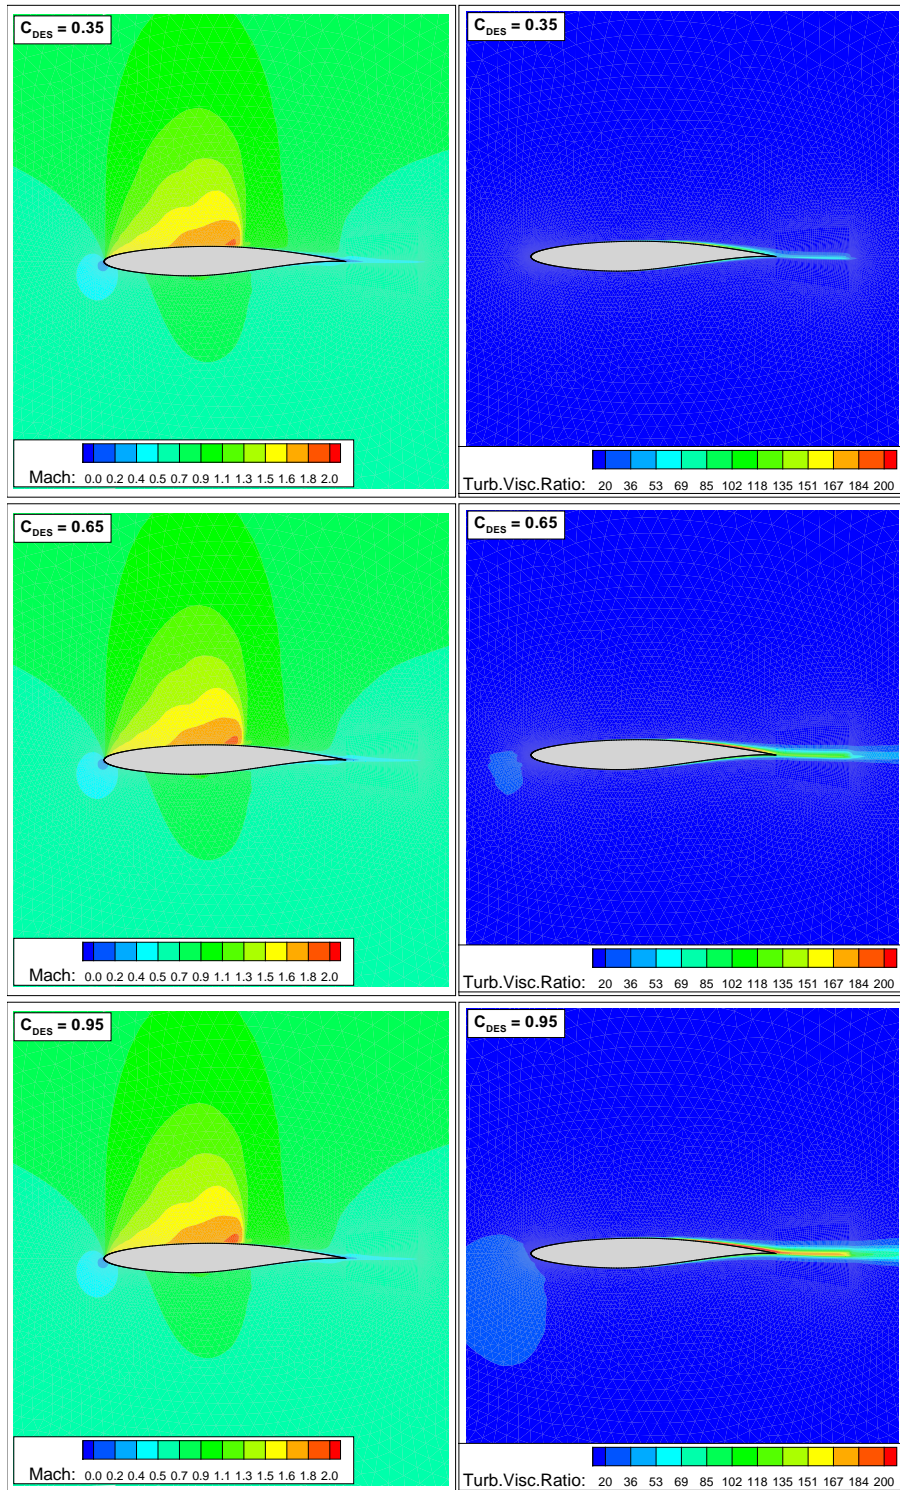 C_DES = 0.35
C_DES = 0.35
Mach: 0.0 0.2 0.4 0.5 0.7 0.9 1.1 1.3 1.5 1.6 1.8 2.0
Turb.Visc.Ratio: 20 36 53 69 85 102 118 135 151 167 184 200
C_DES = 0.65
C_DES = 0.65
Mach: 0.0 0.2 0.4 0.5 0.7 0.9 1.1 1.3 1.5 1.6 1.8 2.0
Turb.Visc.Ratio: 20 36 53 69 85 102 118 135 151 167 184 200
C_DES = 0.95
C_DES = 0.95
Mach: 0.0 0.2 0.4 0.5 0.7 0.9 1.1 1.3 1.5 1.6 1.8 2.0
Turb.Visc.Ratio: 20 36 53 69 85 102 118 135 151 167 184 200